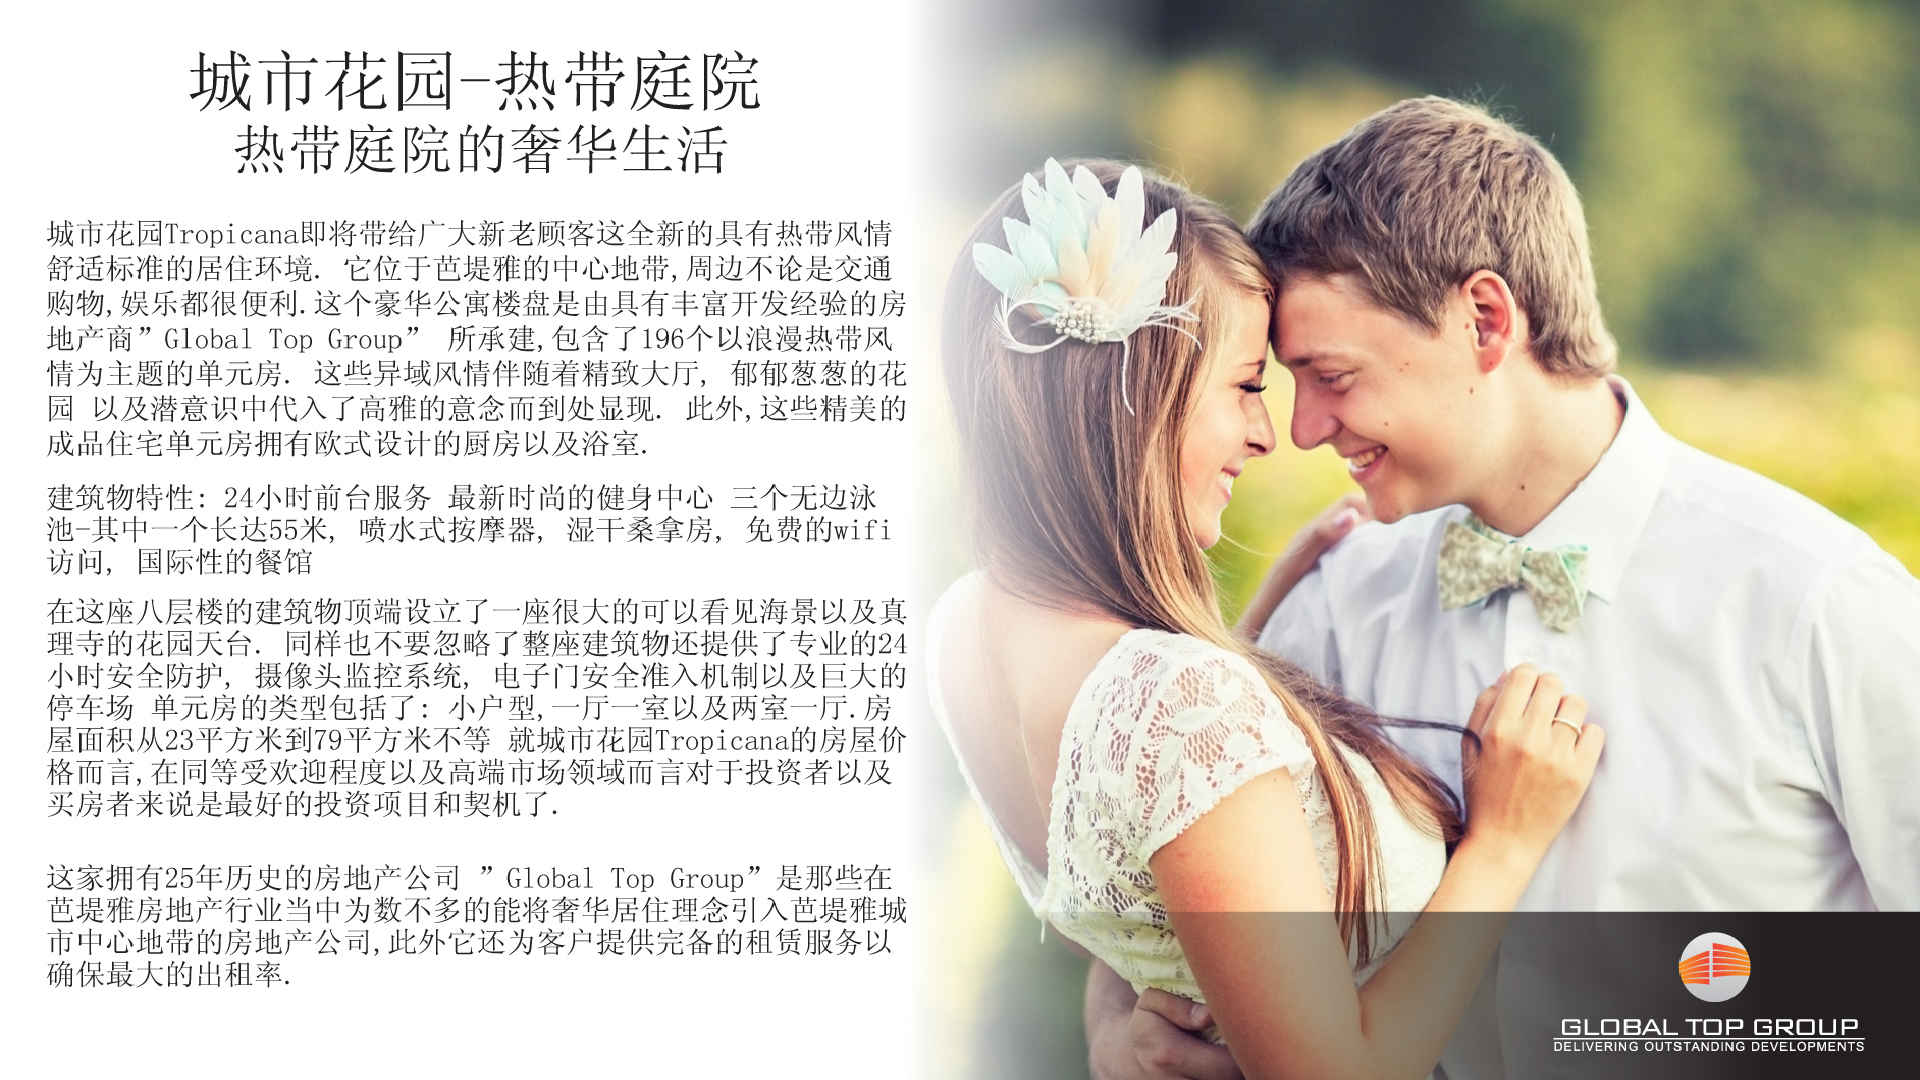 城市花园-热带庭院
热带庭院的奢华生活
城市花园Tropicana即将带给广大新老顾客这全新的具有热带风情
舒适标准的居住环境. 它位于芭堤雅的中心地带,周边不论是交通
购物,娱乐都很便利.这个豪华公寓楼盘是由具有丰富开发经验的房
地产商”Global Top Group” 所承建,包含了196个以浪漫热带风
情为主题的单元房. 这些异域风情伴随着精致大厅, 郁郁葱葱的花
园 以及潜意识中代入了高雅的意念而到处显现. 此外,这些精美的
成品住宅单元房拥有欧式设计的厨房以及浴室.
建筑物特性: 24小时前台服务 最新时尚的健身中心 三个无边泳
池-其中一个长达55米, 喷水式按摩器, 湿干桑拿房, 免费的wifi
访问, 国际性的餐馆
在这座八层楼的建筑物顶端设立了一座很大的可以看见海景以及真
理寺的花园天台. 同样也不要忽略了整座建筑物还提供了专业的24
小时安全防护, 摄像头监控系统, 电子门安全准入机制以及巨大的
停车场 单元房的类型包括了: 小户型,一厅一室以及两室一厅.房
屋面积从23平方米到79平方米不等 就城市花园Tropicana的房屋价
格而言,在同等受欢迎程度以及高端市场领域而言对于投资者以及
买房者来说是最好的投资项目和契机了.
这家拥有25年历史的房地产公司 ”Global Top Group”是那些在
芭堤雅房地产行业当中为数不多的能将奢华居住理念引入芭堤雅城
市中心地带的房地产公司,此外它还为客户提供完备的租赁服务以
确保最大的出租率.
GLOBAL TOP GROUP
DELIVERING OUTSTANDING DEVELOPMENTS